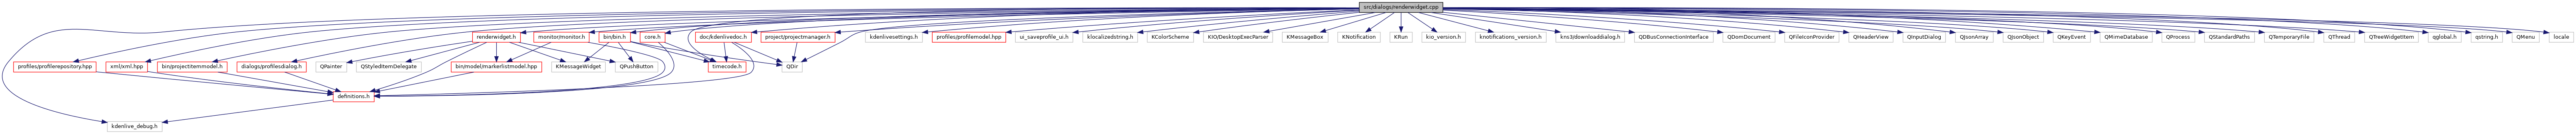 src/dialogs/renderwidget.cpp
renderwidget.h
monitor/monitor.h
bin/bin.h
core.h
doc/kdenlivedoc.h
project/projectmanager.h
kdenlivesettings.h
profiles/profilemodel.hpp
ui_saveprofile_ui.h
klocalizedstring.h
KColorScheme
KIO/DesktopExecParser
KMessageBox
KNotification
KRun
kio_version.h
knotifications_version.h
kns3/downloaddialog.h
QDBusConnectionInterface
QDomDocument
QFileIconProvider
QHeaderView
QInputDialog
QJsonArray
QJsonObject
QKeyEvent
QMimeDatabase
QProcess
QStandardPaths
QTemporaryFile
QThread
QTreeWidgetItem
qglobal.h
qstring.h
QMenu
locale
profiles/profilerepository.hpp
xml/xml.hpp
bin/projectitemmodel.h
dialogs/profilesdialog.h
QPainter
QStyledItemDelegate
bin/model/markerlistmodel.hpp
KMessageWidget
QPushButton
timecode.h
QDir
definitions.h
kdenlive_debug.h